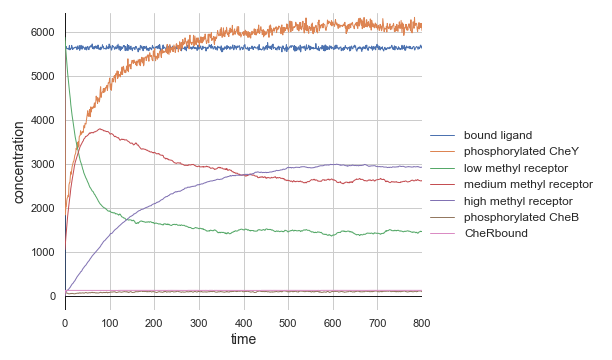 6000
5000
4000
3000
2000
1000
0
concentration
0 100 200 300 400 500 600 700 800
time
bound ligand
phosphorylated CheY
low methyl receptor
medium methyl receptor
high methyl receptor
phosphorylated CheB
CheRbound